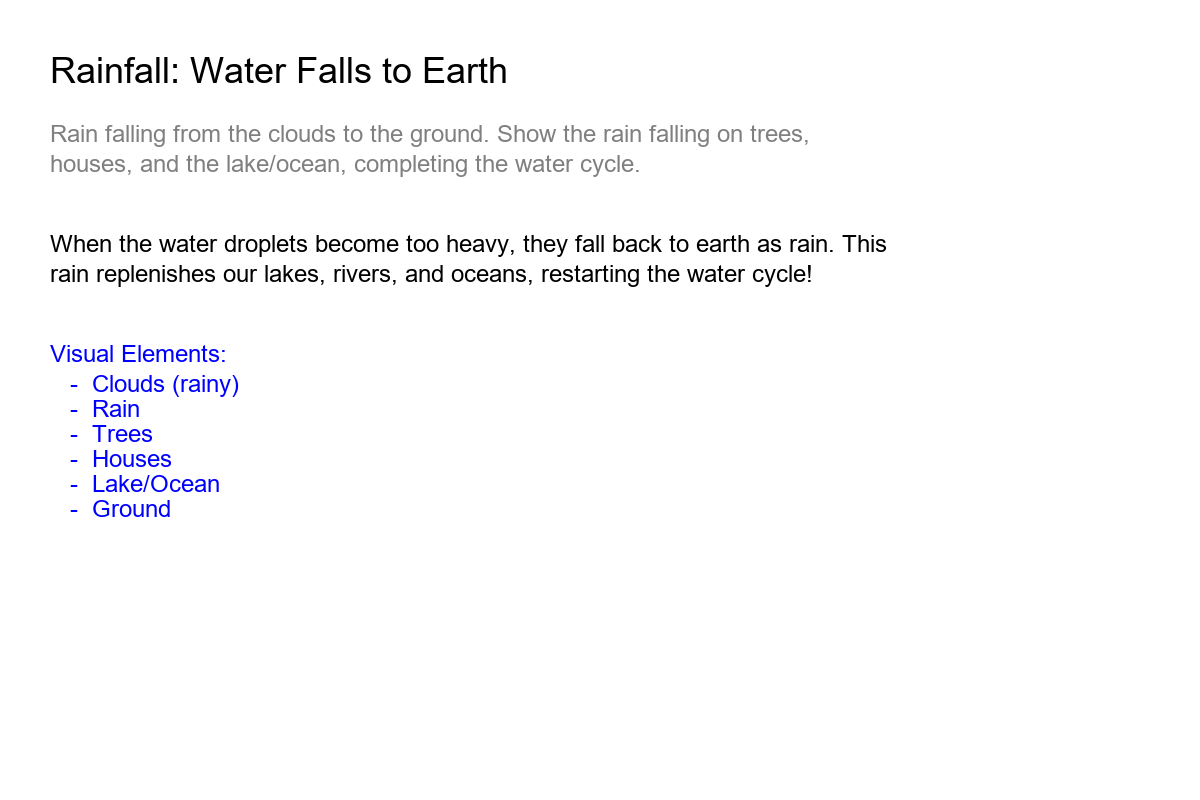 Rainfall: Water Falls to Earth
Rain falling from the clouds to the ground. Show the rain falling on trees,
houses, and the lake/ocean, completing the water cycle.
When the water droplets become too heavy, they fall back to earth as rain. This
rain replenishes our lakes, rivers, and oceans, restarting the water cycle!
Visual Elements:
- Clouds (rainy)
- Rain
- Trees
- Houses
- Lake/Ocean
- Ground